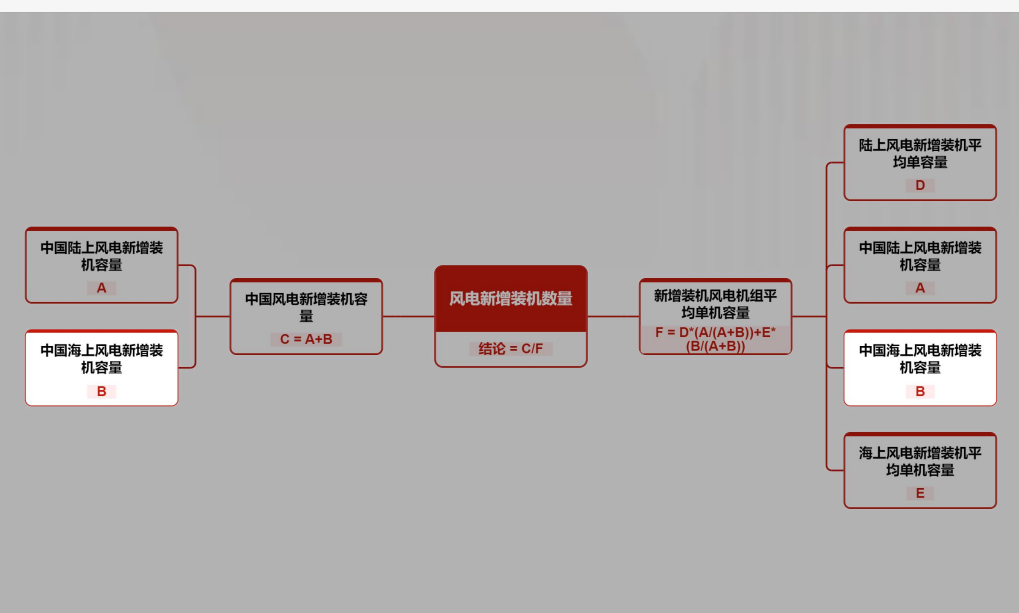 陆上风电新增装机平
均单容量
D
中国陆上风电新增装
机容量
A
中国海上风电新增装
机容量
B
中国风电新增装机容
量
C = A+B
风电新增装机数量
结论 = C/F
新增装机风电机组平
均单机容量
F = D*(A/(A+B))+E*
(B/(A+B))
中国陆上风电新增装
机容量
A
中国海上风电新增装
机容量
B
海上风电新增装机平
均单机容量
E